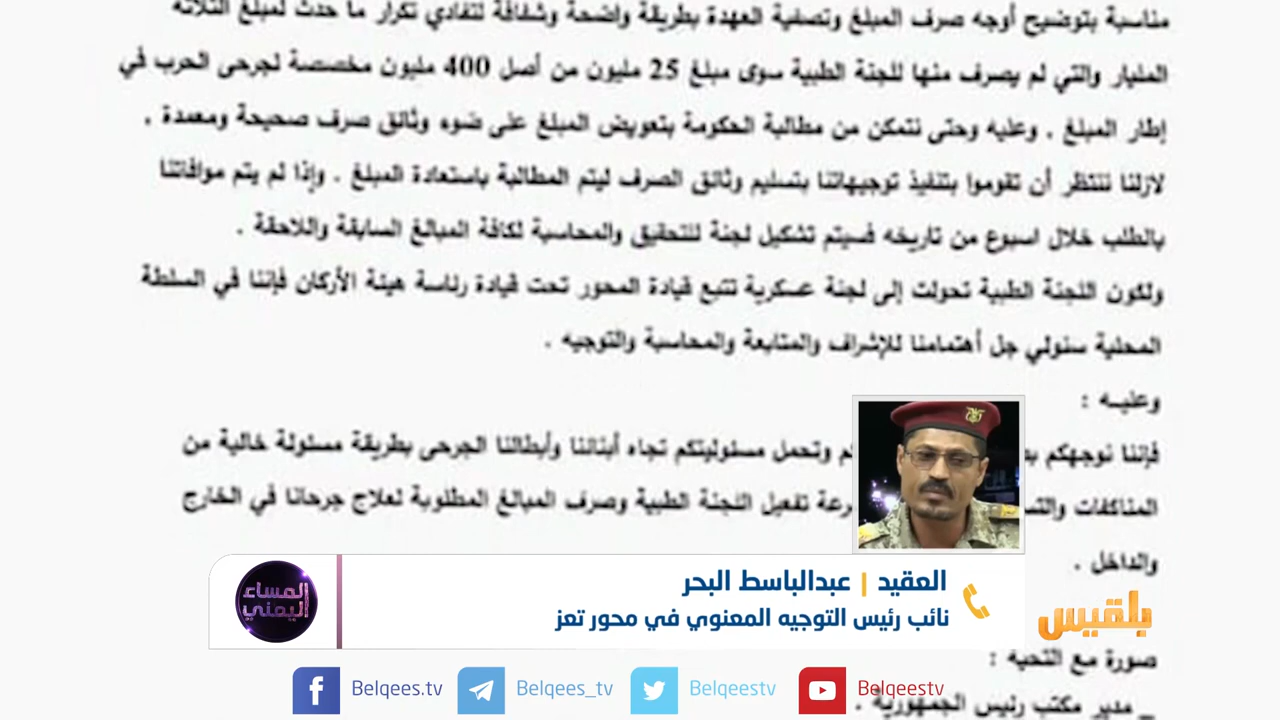 مناسبة بتوضيح أوجه صرف المبلغ وتصفية العهدة بطريقة واضحة وشفافة لتفادي تكرار ما حدث لمبلغ الثلاثة
المليار والتي لم يصرف منها للجنة الطبية سوى مبلغ 25 مليون من أصل 400 مليون مخصصة لجرحى الحرب في
إطار المبلغ . وعليه وحتى نتمكن من مطالبة الحكومة بتعويض المبلغ على ضوء وثائق صرف صحيحة ومعمدة .
لازلنا ننتظر أن تقوموا بتنفيذ توجيهاتنا بتسليم وثائق الصرف ليتم المطالبة باستعادة المبلغ . وإذا لم يتم موافاتنا
بالطلب خلال اسبوع من تاريخه فسيتم تشكيل لجنة للتحقيق والمحاسبة لكافة المبالغ السابقة واللاحقة .
ولكون اللجنة الطبية تحولت إلى لجنة عسكرية تتبع قيادة المحور تحت قيادة رئاسة هيئة الأركان فإننا في السلطة
المحلية سنولي جل أهتمامنا للإشراف والمتابعة والمحاسبة والتوجيه .
وعليه :
فإننا نوجهكم وتحمل مسئوليتكم تجاه أبنائنا وأبطالنا الجرحى بطريقة مسئولة خالية من
المناكفات تفعيل اللجنة الطبية وصرف المبالغ المطلوبة لعلاج جرحانا في الخارج
والداخل .
العقيد | عبدالباسط البحر
نائب رئيس التوجيه المعنوي في محور تعز
المساء اليمني
بلقيس
صورة مع التحية :
_ مدير مكتب رئيس الجمهورية .
Belqees.tv
Belqees_tv
Belqeestv
Belqeestv